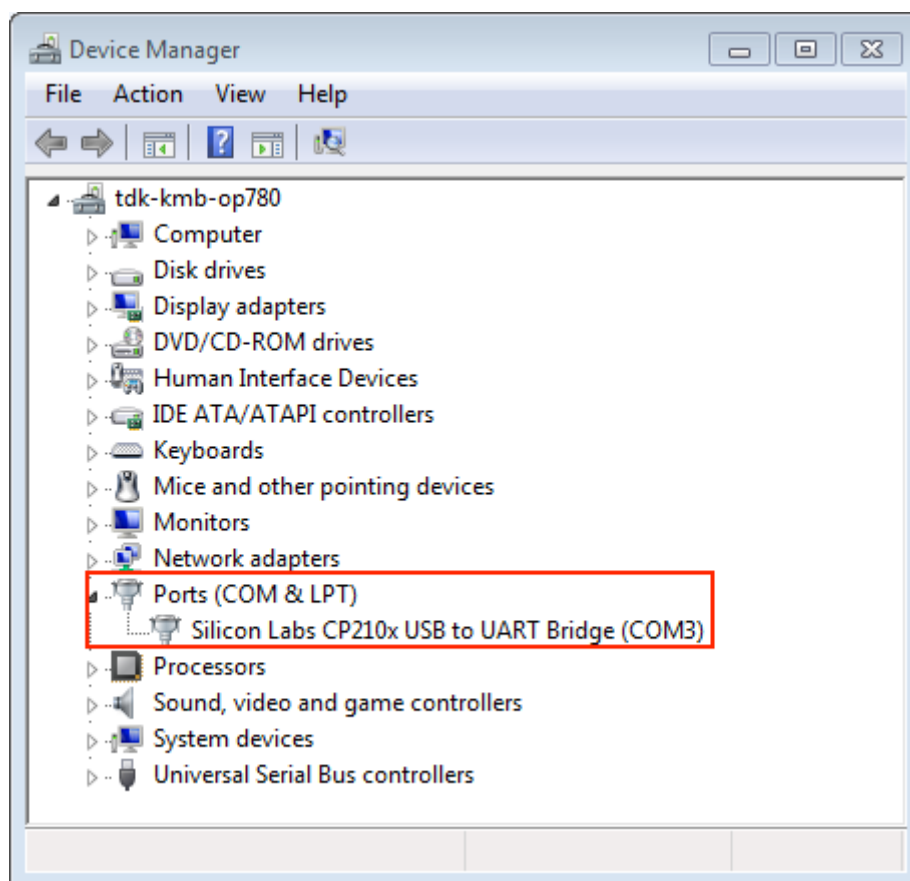 Device Manager
File Action View Help
tdk-kmb-op780
Computer
Disk drives
Display adapters
DVD/CD-ROM drives
Human Interface Devices
IDE ATA/ATAPI controllers
Keyboards
Mice and other pointing devices
Monitors
Network adapters
Ports (COM & LPT)
Silicon Labs CP210x USB to UART Bridge (COM3)
Processors
Sound, video and game controllers
System devices
Universal Serial Bus controllers